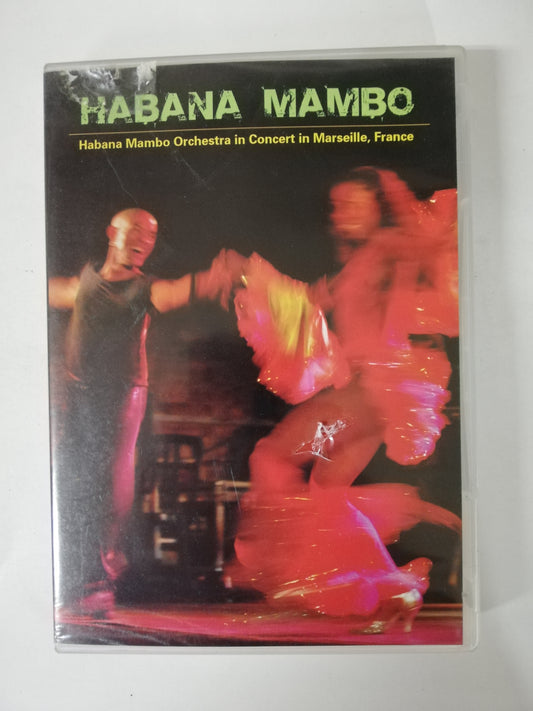 HABANA MAMBO
Habana Mambo Orchestra in Concert in Marseille, France